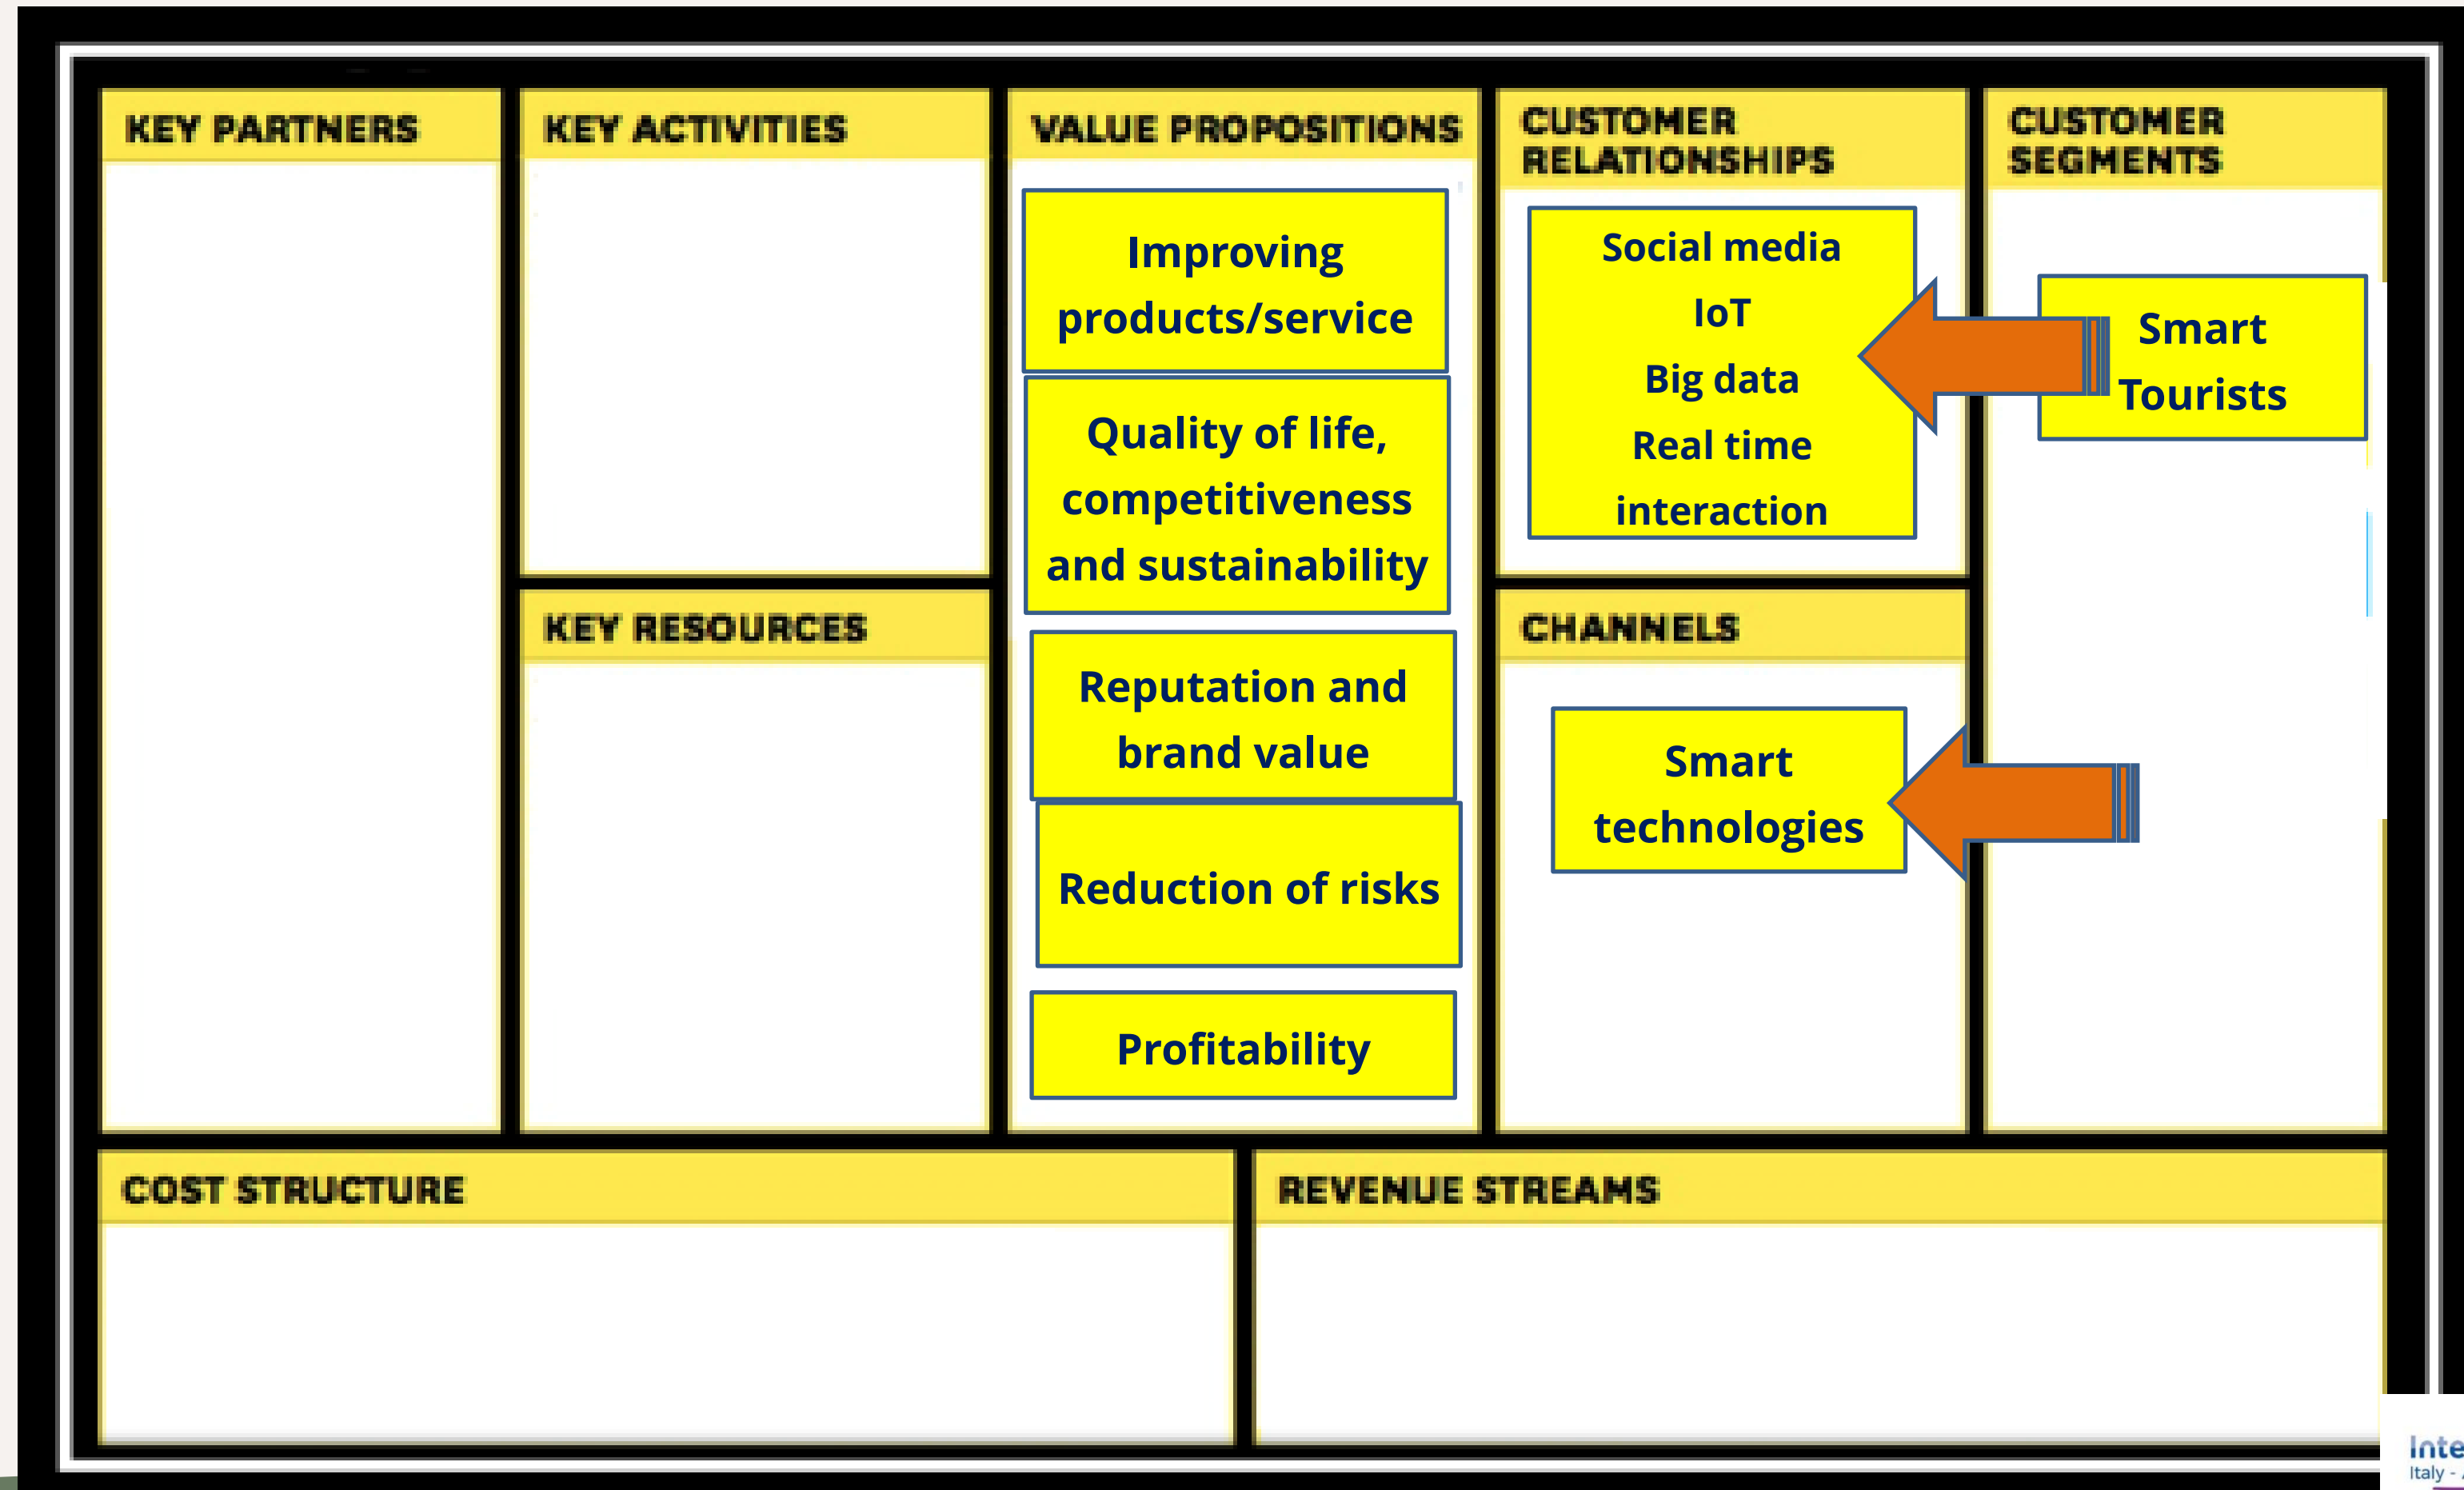 KEY PARTNERS
KEY ACTIVITIES
KEY RESOURCES
VALUE PROPOSITIONS
Improving
products/service
Quality of life,
competitiveness
and sustainability
Reputation and
brand value
Reduction of risks
Profitability
CUSTOMER
RELATIONSHIPS
Social media
IoT
Big data
Real time
interaction
CHANNELS
Smart
technologies
CUSTOMER
SEGMENTS
Smart
Tourists
COST STRUCTURE
REVENUE STREAMS
Italy -